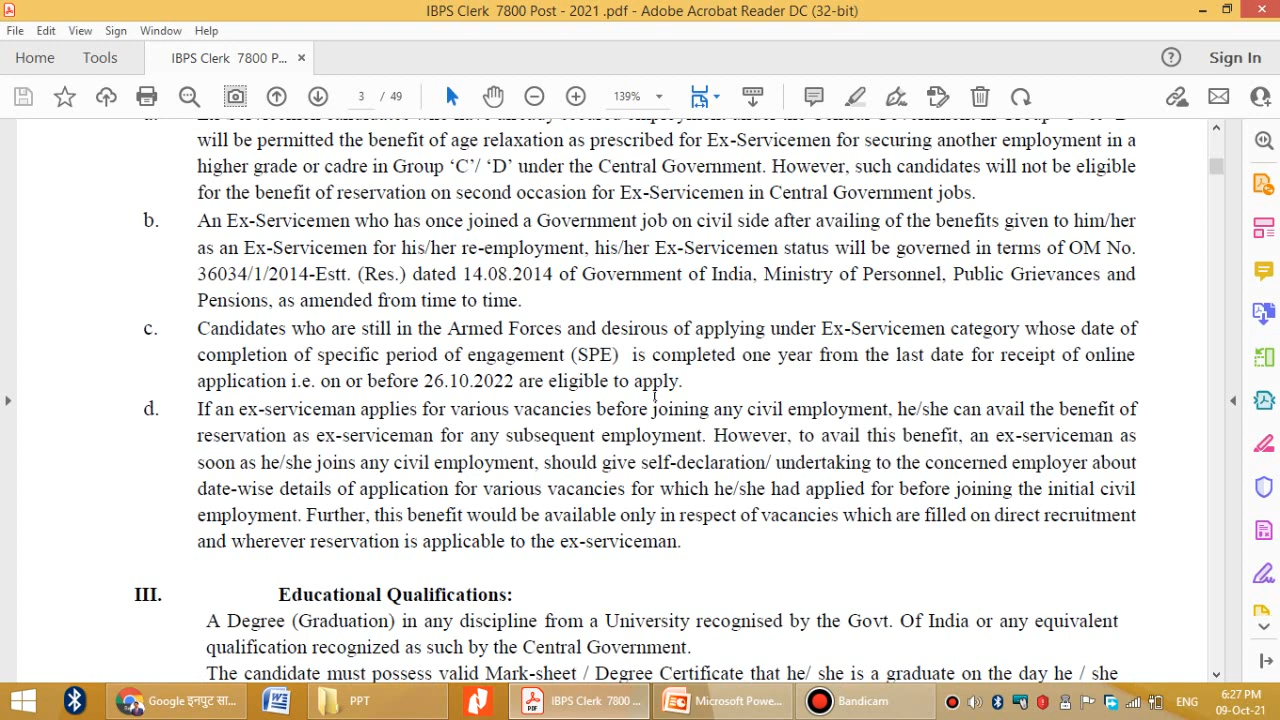 IBPS Clerk 7800 Post - 2021 .pdf - Adobe Acrobat Reader DC (32-bit)
File Edit View Sign Window Help
Home Tools IBPS Clerk 7800 P... × Sign In
3 / 49 139%
will be permitted the benefit of age relaxation as prescribed for Ex-Servicemen for securing another employment in a
higher grade or cadre in Group ‘C’/ ‘D’ under the Central Government. However, such candidates will not be eligible
for the benefit of reservation on second occasion for Ex-Servicemen in Central Government jobs.
b. An Ex-Servicemen who has once joined a Government job on civil side after availing of the benefits given to him/her
as an Ex-Servicemen for his/her re-employment, his/her Ex-Servicemen status will be governed in terms of OM No.
36034/1/2014-Estt. (Res.) dated 14.08.2014 of Government of India, Ministry of Personnel, Public Grievances and
Pensions, as amended from time to time.
c. Candidates who are still in the Armed Forces and desirous of applying under Ex-Servicemen category whose date of
completion of specific period of engagement (SPE) is completed one year from the last date for receipt of online
application i.e. on or before 26.10.2022 are eligible to apply.
d. If an ex-serviceman applies for various vacancies before joining any civil employment, he/she can avail the benefit of
reservation as ex-serviceman for any subsequent employment. However, to avail this benefit, an ex-serviceman as
soon as he/she joins any civil employment, should give self-declaration/ undertaking to the concerned employer about
date-wise details of application for various vacancies for which he/she had applied for before joining the initial civil
employment. Further, this benefit would be available only in respect of vacancies which are filled on direct recruitment
and wherever reservation is applicable to the ex-serviceman.
III. Educational Qualifications:
A Degree (Graduation) in any discipline from a University recognised by the Govt. Of India or any equivalent
qualification recognized as such by the Central Government.
The candidate must possess valid Mark-sheet / Degree Certificate that he/ she is a graduate on the day he / she
Google इनपुट सा... PPT IBPS Clerk 7800 ... Microsoft Powe... Bandicam ENG 6:27 PM
09-Oct-21